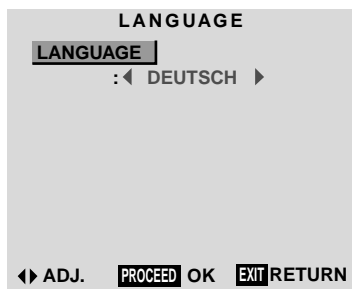 LANGUAGE
LANGUAGE
:◀ DEUTSCH ▶
◀▶ ADJ. PROCEED OK EXIT RETURN